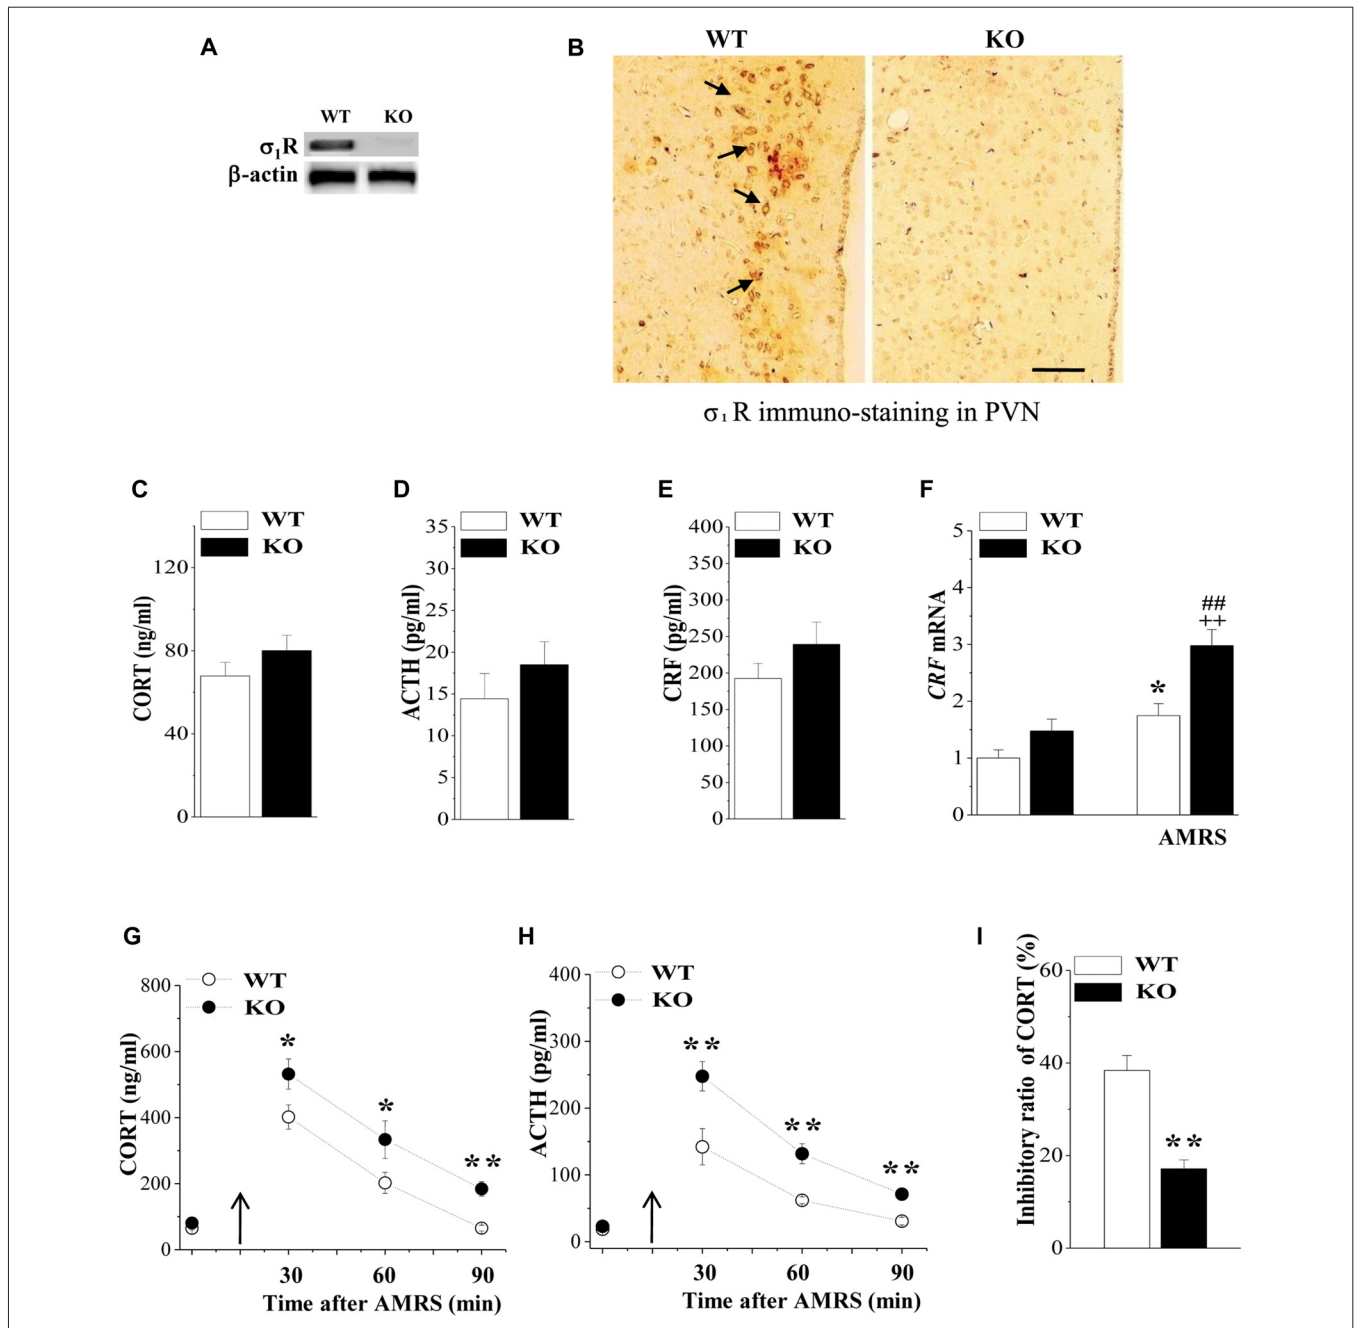 A
WT KO
σ₁R
β-actin
B
WT KO
σ₁ R immuno-staining in PVN
C
WT
KO
CORT (ng/ml)
120
80
40
0
D
WT
KO
ACTH (pg/ml)
35
30
25
20
15
10
5
0
E
WT
KO
CRF (pg/ml)
400
350
300
250
200
150
100
50
0
F
WT
KO
CRF mRNA
5
4
3
2
1
0
*
##
++
AMRS
G
WT
KO
CORT (ng/ml)
800
600
400
200
0
*
*
**
30 60 90
Time after AMRS (min)
H
WT
KO
ACTH (pg/ml)
400
300
200
100
0
**
**
**
30 60 90
Time after AMRS (min)
I
WT
KO
Inhibitory ratio of CORT (%)
60
40
20
0
**